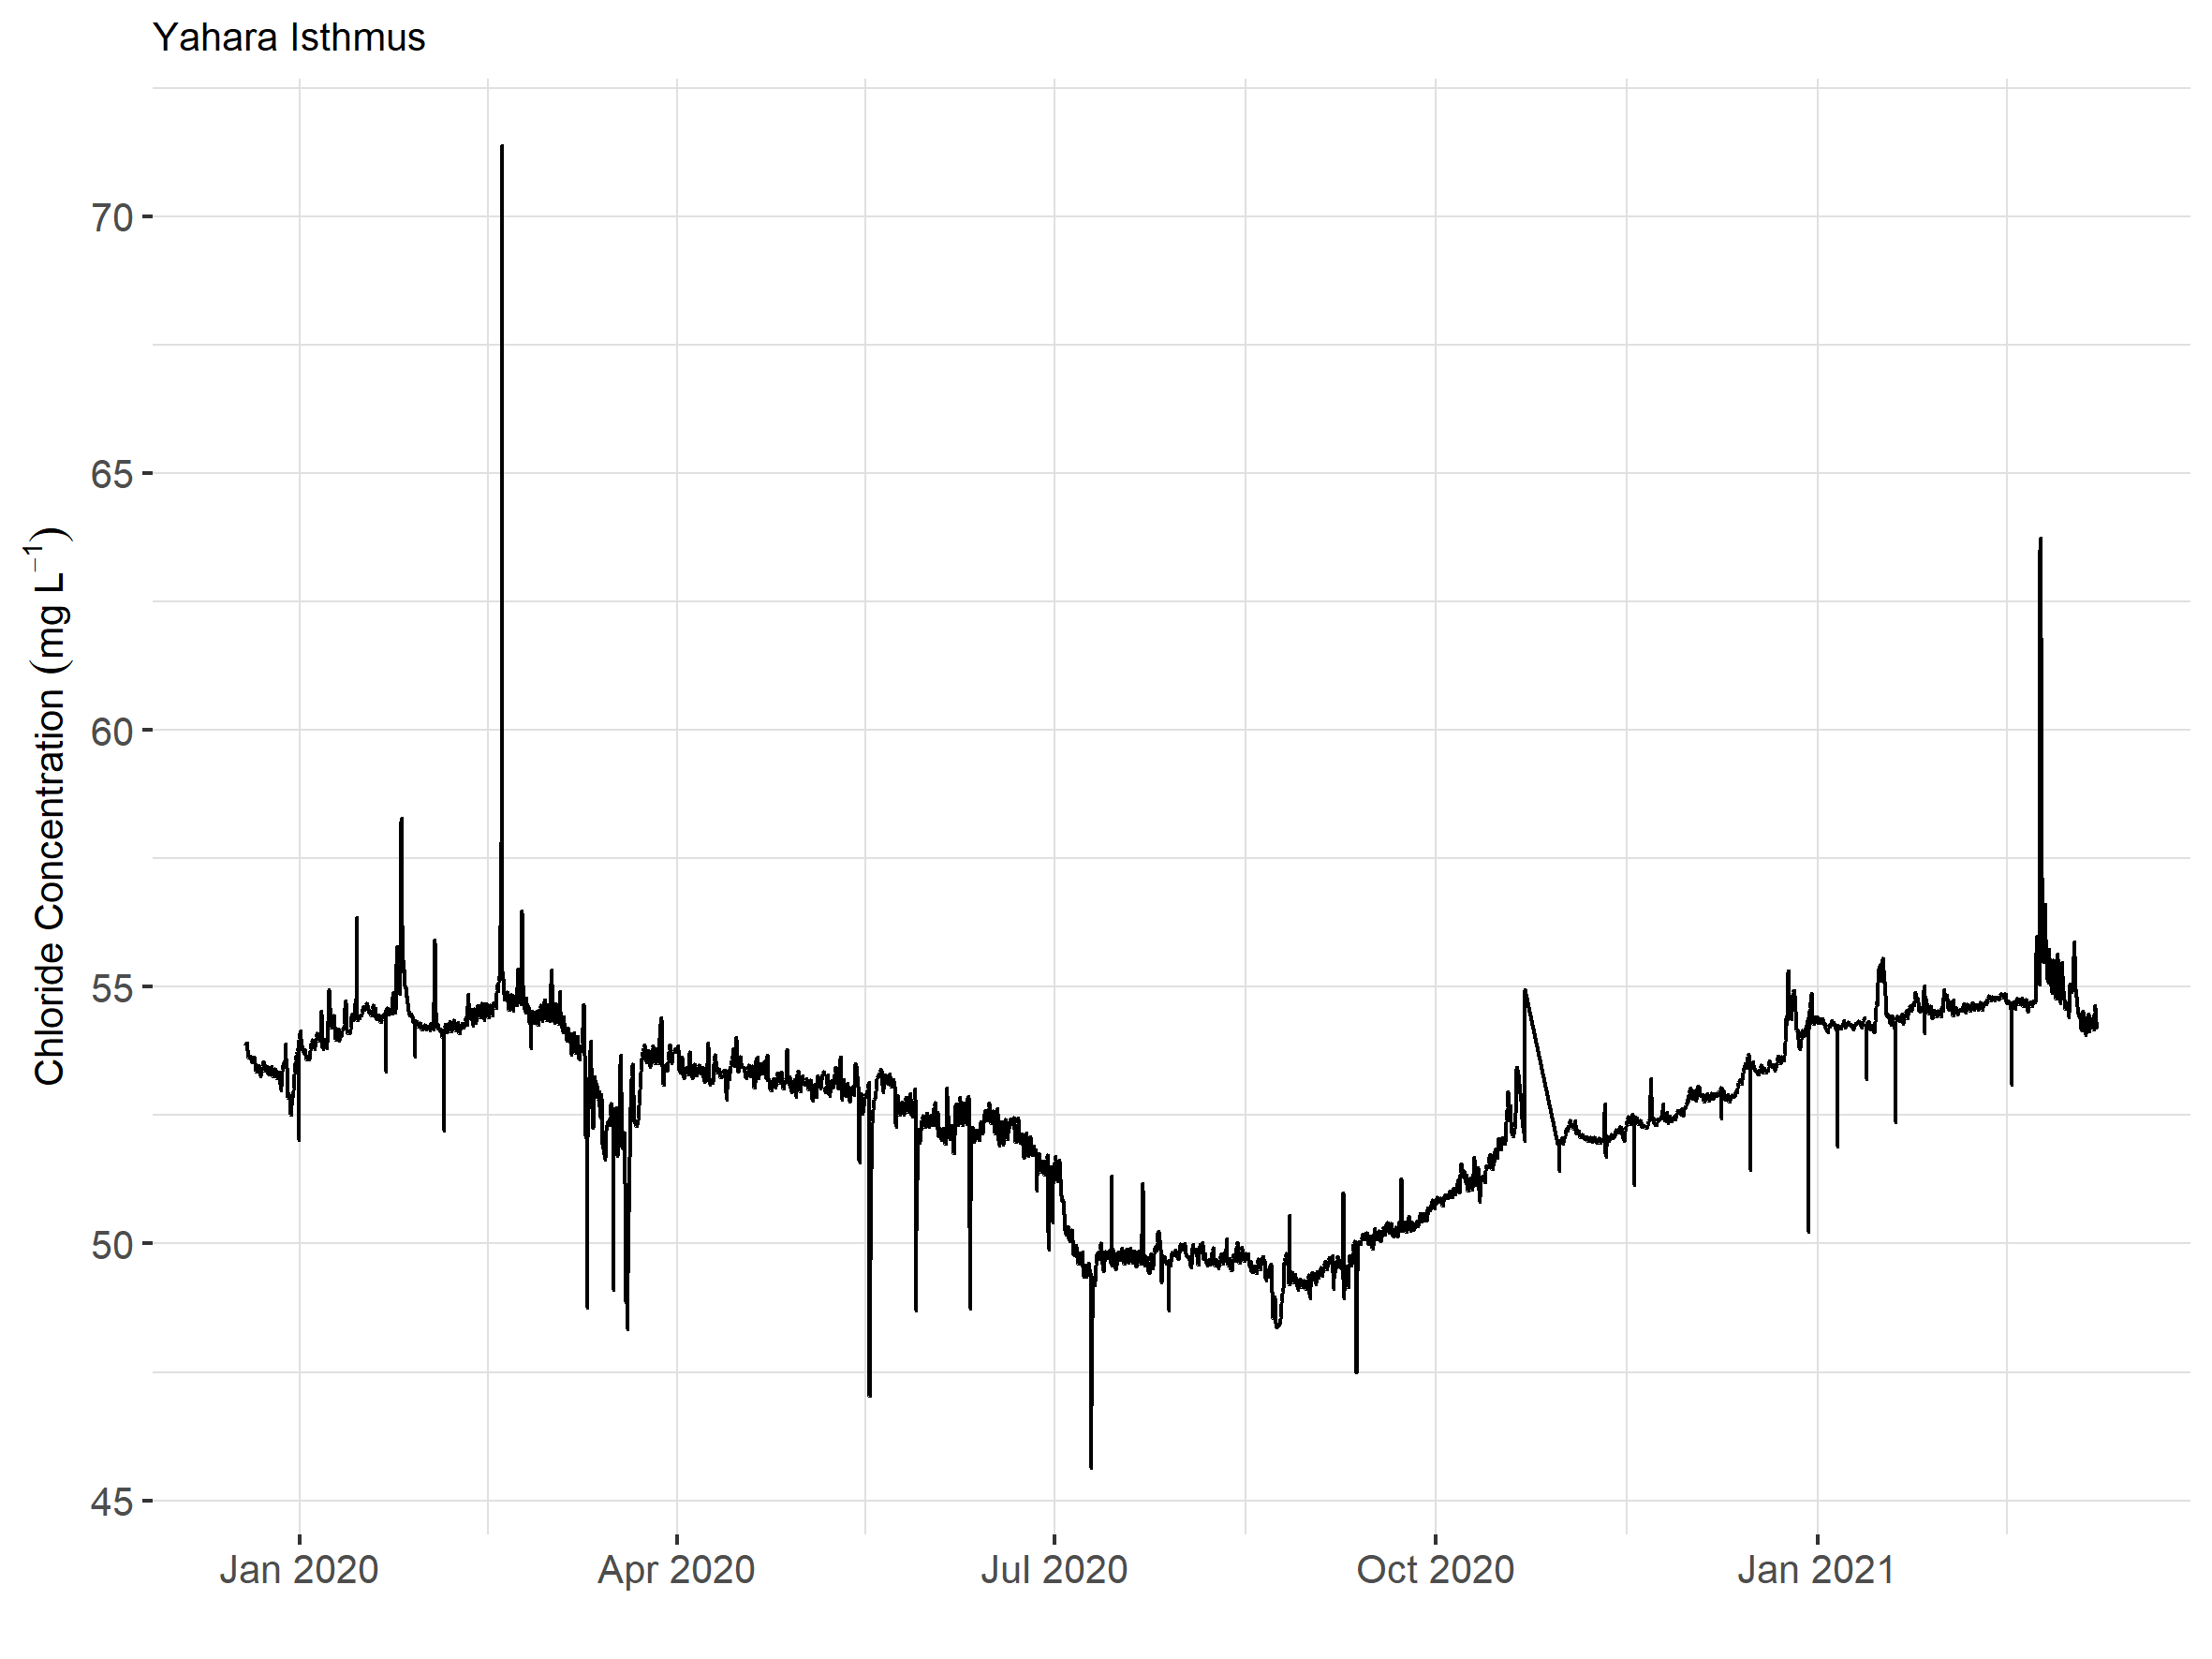 Yahara Isthmus
Chloride Concentration (mg L⁻¹)
70
65
60
55
50
45
Jan 2020
Apr 2020
Jul 2020
Oct 2020
Jan 2021